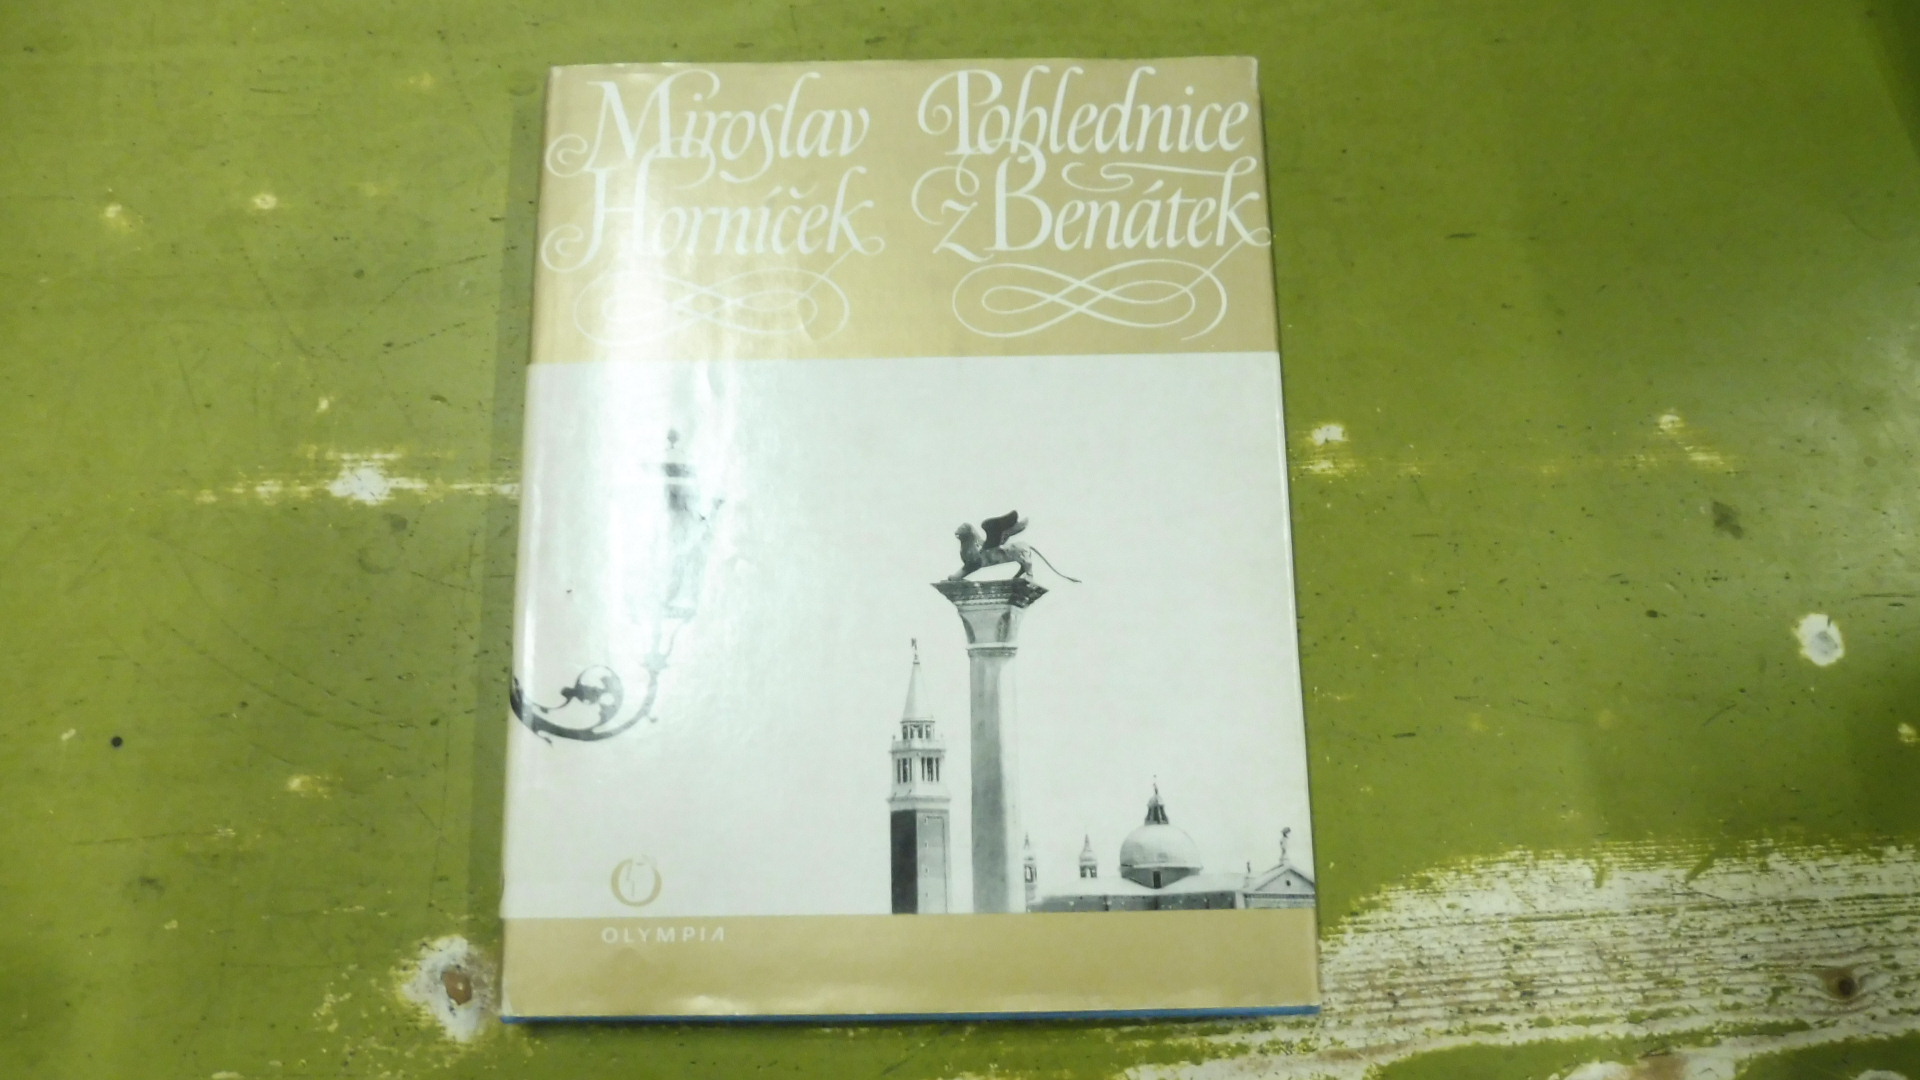 Miroslav
Horníček
Pohlednice
z Benátek
OLYMPIA